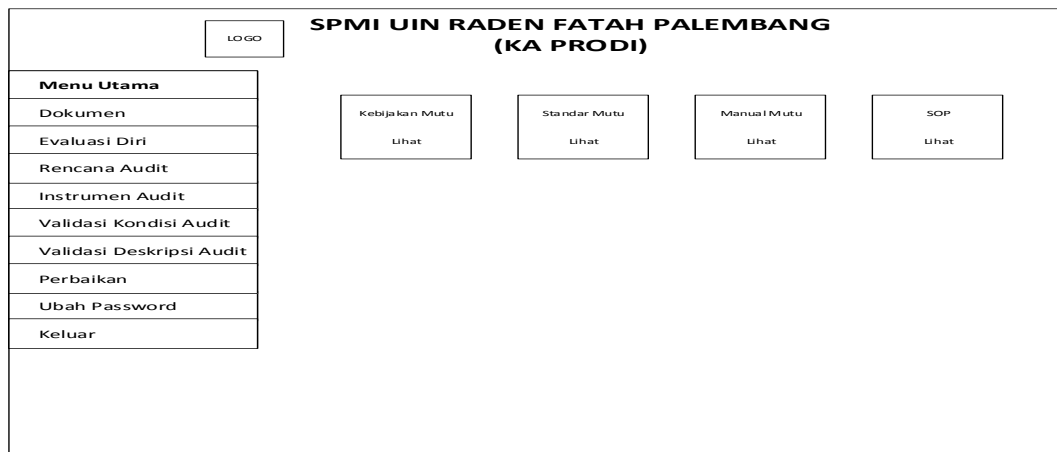 LOGO
SPMI UIN RADEN FATAH PALEMBANG
(KA PRODI)
Menu Utama
Dokumen
Evaluasi Diri
Rencana Audit
Instrumen Audit
Validasi Kondisi Audit
Validasi Deskripsi Audit
Perbaikan
Ubah Password
Keluar
Kebijakan Mutu
Lihat
Standar Mutu
Lihat
Manual Mutu
Lihat
SOP
Lihat